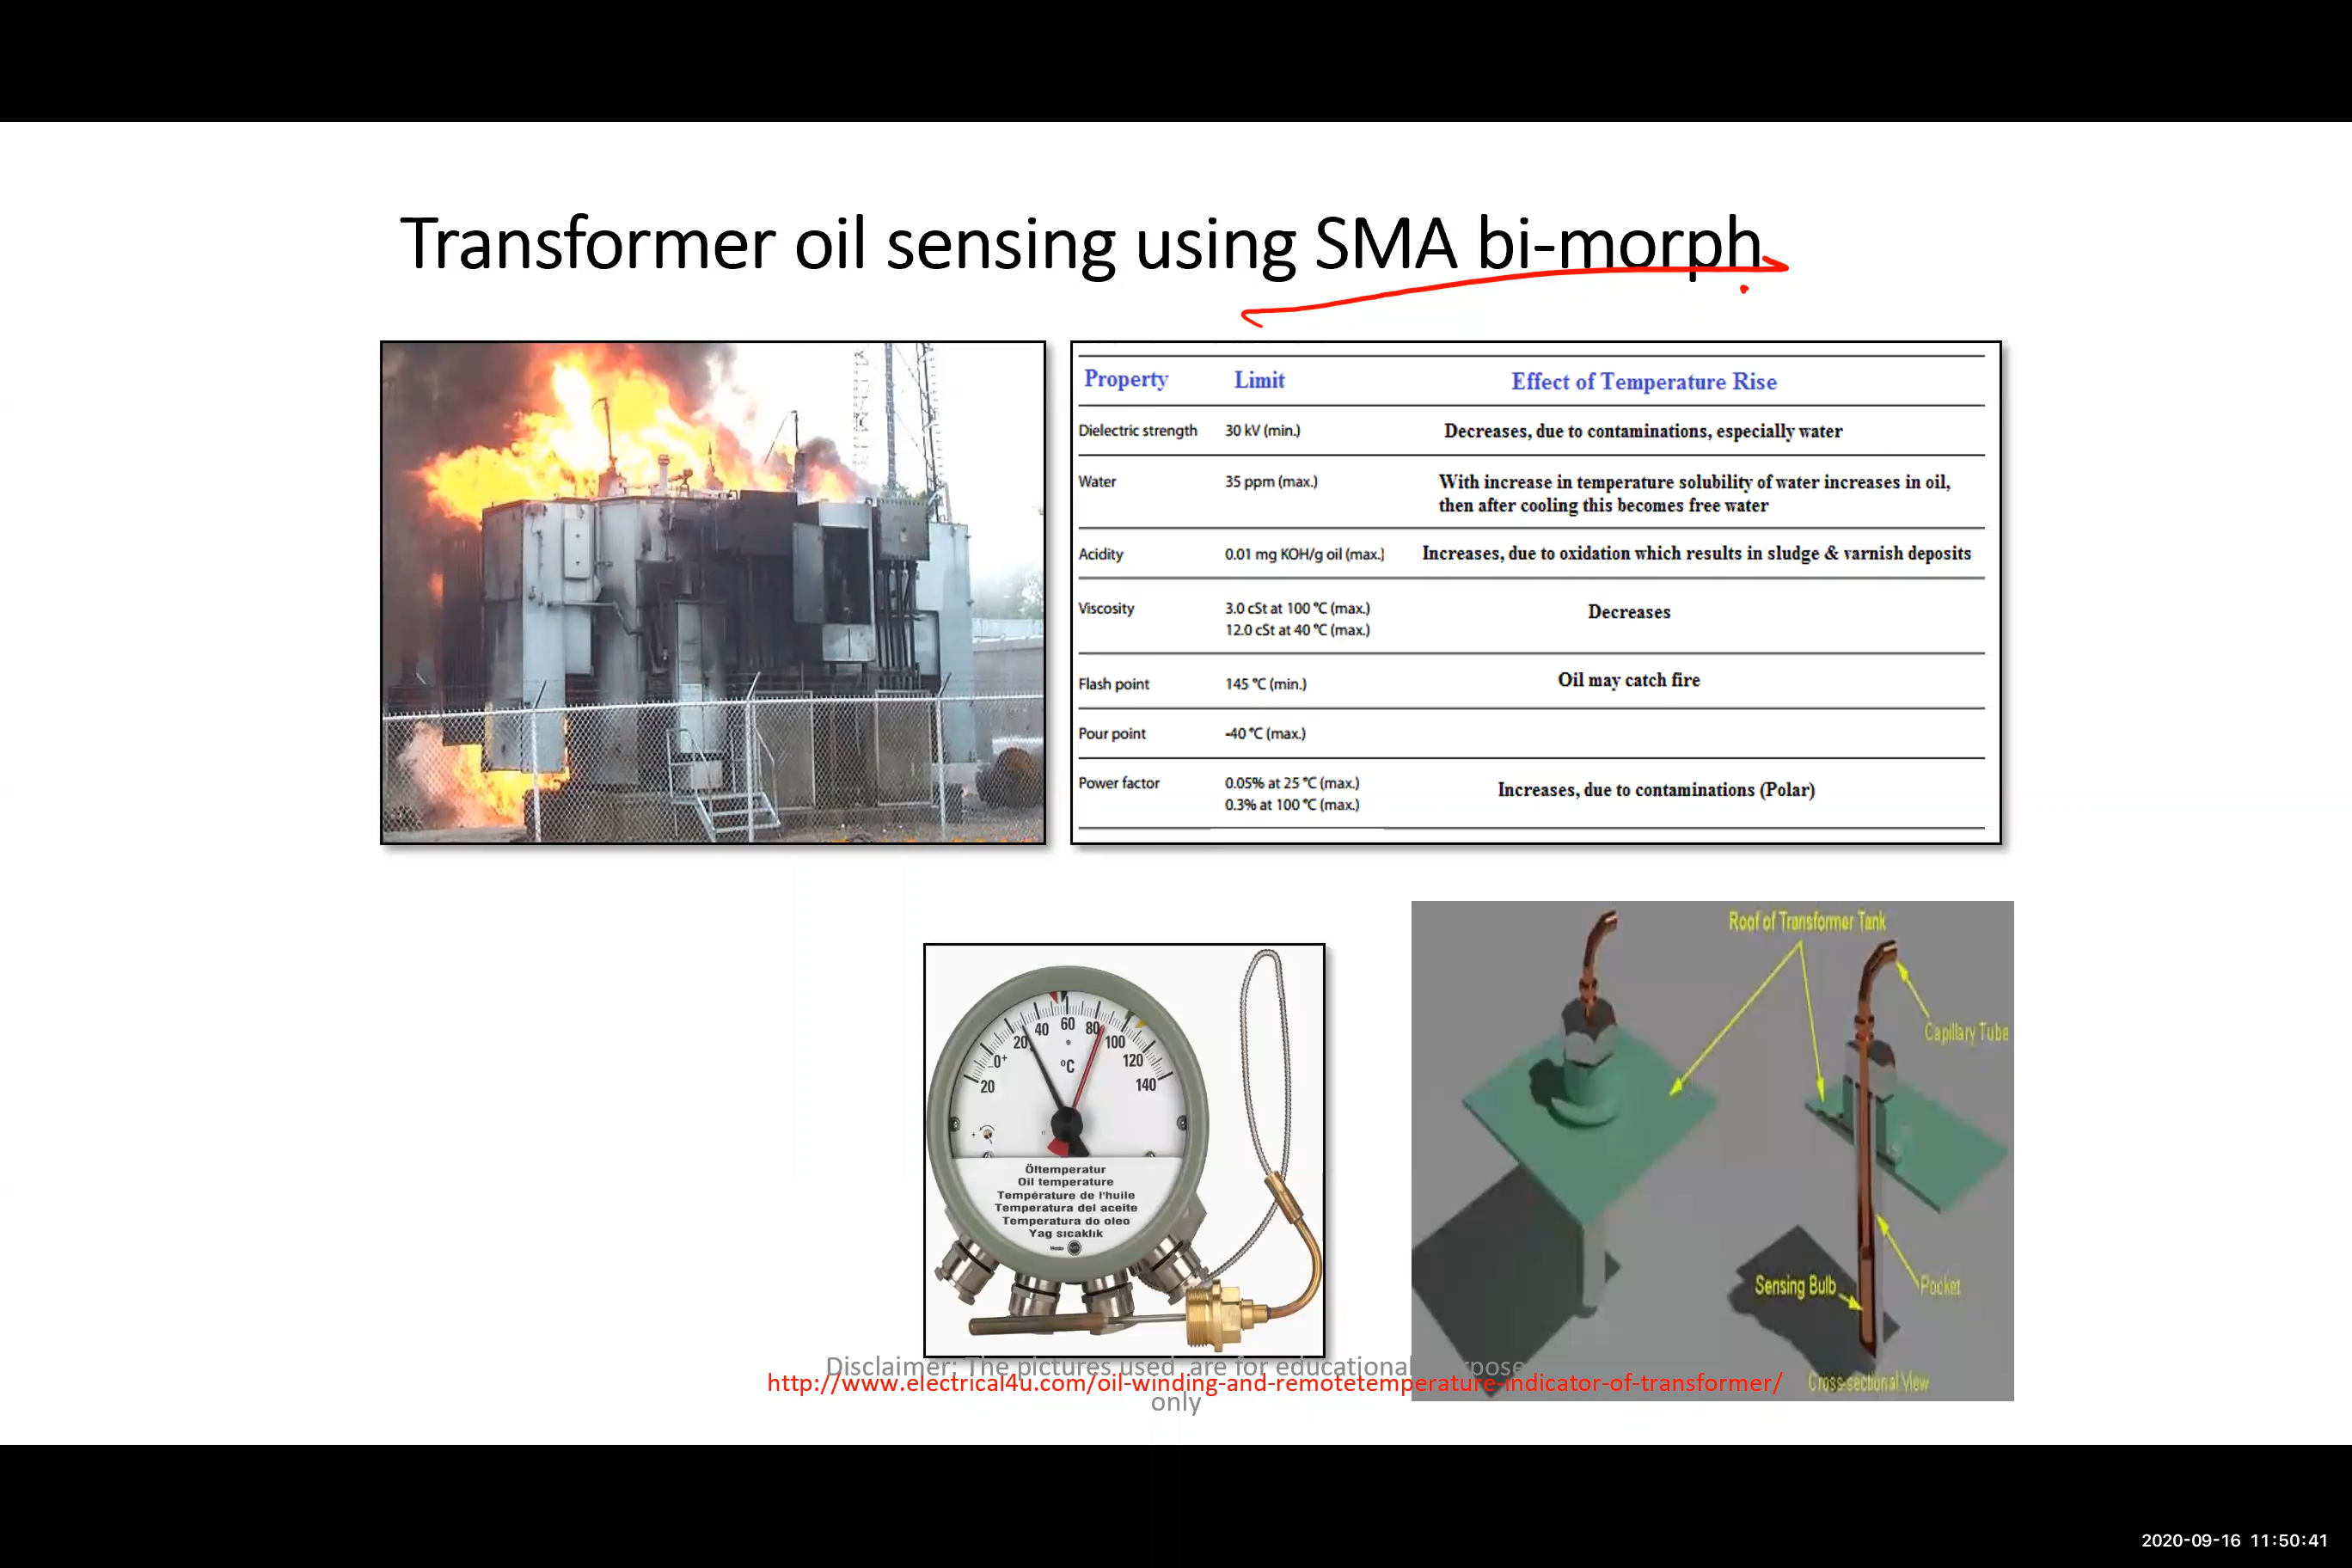 Transformer oil sensing using SMA bi-morph
Property Limit Effect of Temperature Rise
Dielectric strength 30 kV (min.) Decreases, due to contaminations, especially water
Water 35 ppm (max.) With increase in temperature solubility of water increases in oil,
then after cooling this becomes free water
Acidity 0.01 mg KOH/g oil (max.) Increases, due to oxidation which results in sludge & varnish deposits
Viscosity 3.0 cSt at 100 °C (max.) Decreases
12.0 cSt at 40 °C (max.)
Flash point 145 °C (min.) Oil may catch fire
Pour point -40 °C (max.)
Power factor 0.05% at 25 °C (max.) Increases, due to contaminations (Polar)
0.3% at 100 °C (max.)
20 0 20 40 60 80 100 120 140
°C
Öltemperatur
Oil temperature
Température de l'huile
Temperatura del aceite
Temperatura do oleo
Yag sıcaklık
Roof of Transformer Tank
Capillary Tube
Sensing Bulb
Pocket
Cross-sectional View
Disclaimer: The pictures used are for educational purpose
http://www.electrical4u.com/oil-winding-and-remotetemperature-indicator-of-transformer/
only
2020-09-16 11:50:41